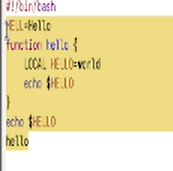 #!/bin/bash
HELL=Hello
function hello {
LOCAL HELLO=world
echo $HELLO
}
echo $HELLO
hello